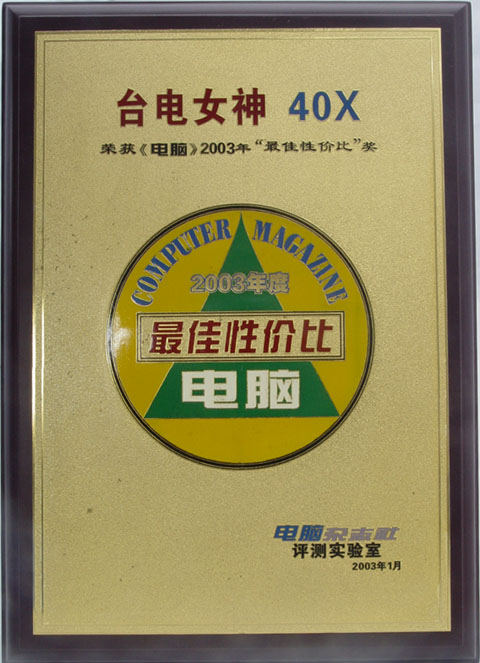 台电女神 40X
荣获《电脑》2003年“最佳性价比”奖
COMPUTER MAGAZINE
2003年度
最佳性价比
电脑
电脑杂志社
评测实验室
2003年1月